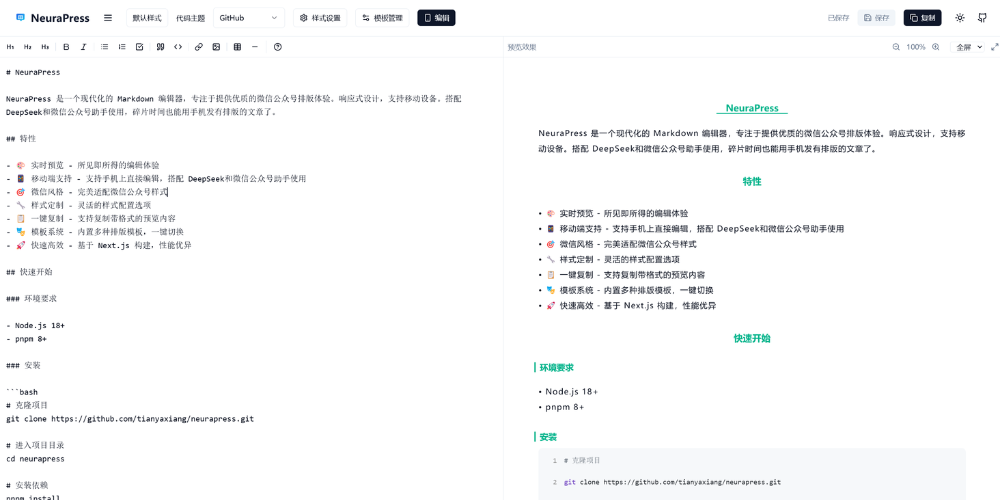 NeuraPress
默认样式 代码主题 GitHub 样式设置 模板管理 编辑 已保存 保存 复制
H1 H2 H3 B I
预览效果 100% 全屏
# NeuraPress
NeuraPress 是一个现代化的 Markdown 编辑器，专注于提供优质的微信公众号排版体验。响应式设计，支持移动设备。搭配
DeepSeek和微信公众号助手使用，碎片时间也能用手机发有排版的文章了。
## 特性
- 🎨 实时预览 - 所见即所得的编辑体验
- 📱 移动端支持 - 支持手机上直接编辑，搭配 DeepSeek和微信公众号助手使用
- 🎯 微信风格 - 完美适配微信公众号样式
- 🔧 样式定制 - 灵活的样式配置选项
- 📋 一键复制 - 支持复制带格式的预览内容
- 🎭 模板系统 - 内置多种排版模板，一键切换
- 🚀 快速高效 - 基于 Next.js 构建，性能优异
## 快速开始
### 环境要求
- Node.js 18+
- pnpm 8+
### 安装
```bash
# 克隆项目
git clone https://github.com/tianyaxiang/neurapress.git
# 进入项目目录
cd neurapress
# 安装依赖
pnpm install
NeuraPress
NeuraPress 是一个现代化的 Markdown 编辑器，专注于提供优质的微信公众号排版体验。响应式设计，支持移
动设备。搭配 DeepSeek和微信公众号助手使用，碎片时间也能用手机发有排版的文章了。
特性
• 🎨 实时预览 - 所见即所得的编辑体验
• 📱 移动端支持 - 支持手机上直接编辑，搭配 DeepSeek和微信公众号助手使用
• 🎯 微信风格 - 完美适配微信公众号样式
• 🔧 样式定制 - 灵活的样式配置选项
• 📋 一键复制 - 支持复制带格式的预览内容
• 🎭 模板系统 - 内置多种排版模板，一键切换
• 🚀 快速高效 - 基于 Next.js 构建，性能优异
快速开始
环境要求
• Node.js 18+
• pnpm 8+
安装
1 # 克隆项目
2 git clone https://github.com/tianyaxiang/neurapress.git